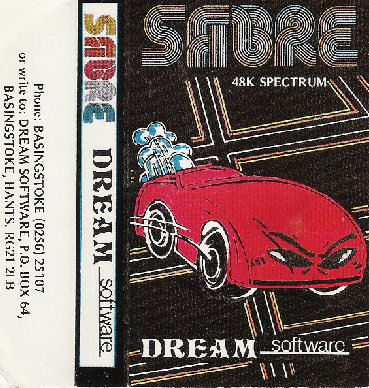 Phone: BASINGSTOKE (0256) 25107
or write to: DREAM SOFTWARE, P.O. BOX 64,
BASINGSTOKE, HANTS, RG21 2LB
SABRE DREAM software
SABRE
48K SPECTRUM
DREAM software